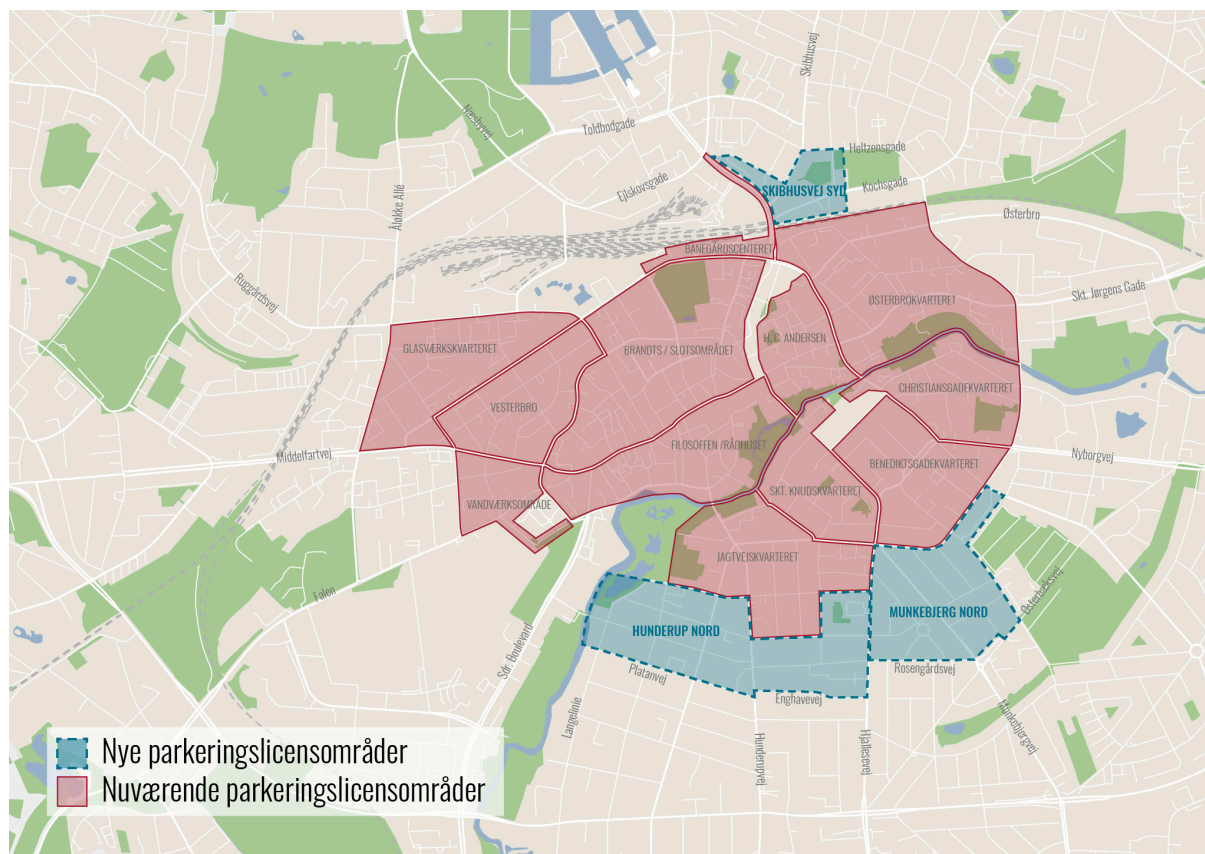 Skibhusvej
Næsbyvej
Toldbodgade
Heltzensgade
SKIBHUSVEJ SYD
Kochsgade
Ejlskovsgade
Åløkke Allé
Østerbro
BANEGÅRDSCENTERET
Ruggårdsvej
Skt. Jørgens Gade
ØSTERBROKVARTERET
H. C. ANDERSEN
GLASVÆRKSKVARTERET
BRANDTS / SLOTSOMRÅDET
CHRISTIANSGADEKVARTERET
VESTERBRO
FILOSOFFEN /RÅDHUSET
Middelfartvej
Nyborgvej
BENEDIKTSGADEKVARTERET
SKT. KNUDSKVARTERET
VANDVÆRKSOMRÅDE
JAGTVEJSKVARTERET
Falen
Østerbæksvej
MUNKEBJERG NORD
HUNDERUP NORD
Sdr. Boulevard
Platanvej
Rosengårdsvej
Enghavevej
Langelinie
Munkebjergvej
Hunderupvej
Hjallesevej
Nye parkeringslicensområder
Nuværende parkeringslicensområder